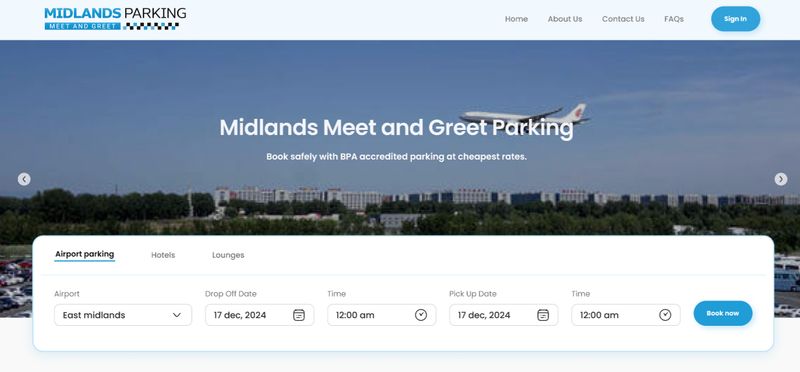 MIDLANDS PARKING
MEET AND GREET
Home About Us Contact Us FAQs Sign In
Midlands Meet and Greet Parking
Book safely with BPA accredited parking at cheapest rates.
Airport parking Hotels Lounges
Airport Drop Off Date Time Pick Up Date Time
East midlands 17 dec, 2024 12:00 am 17 dec, 2024 12:00 am Book now